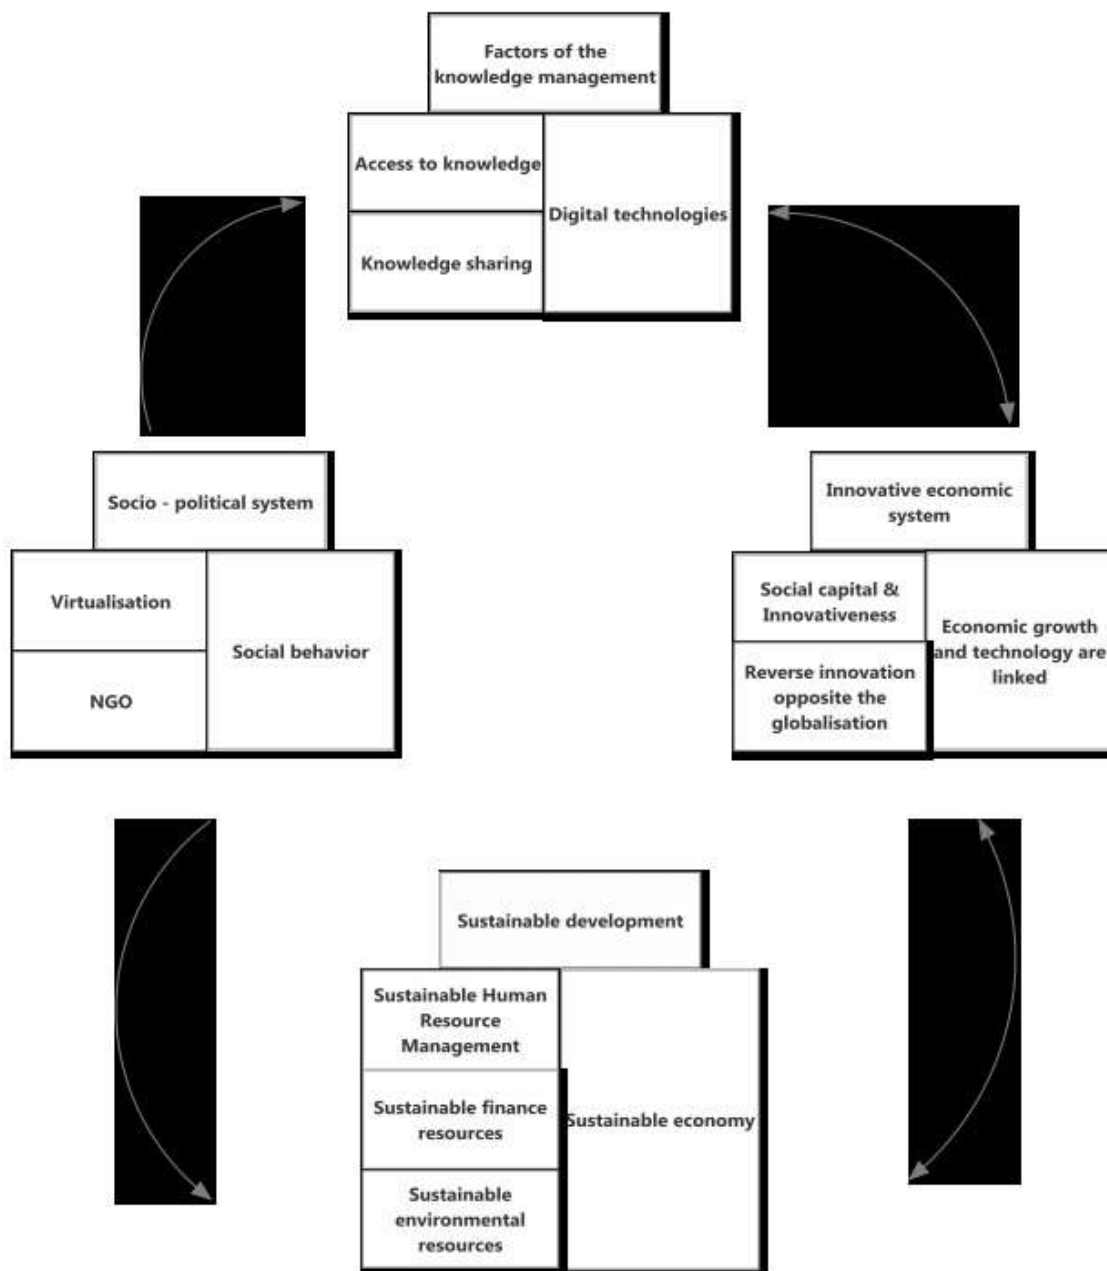 Factors of the
knowledge management
Access to knowledge
Knowledge sharing
Digital technologies
Socio - political system
Virtualisation
NGO
Social behavior
Innovative economic
system
Social capital &
Innovativeness
Reverse innovation
opposite the
globalisation
Economic growth
and technology are
linked
Sustainable development
Sustainable Human
Resource
Management
Sustainable finance
resources
Sustainable
environmental
resources
Sustainable economy